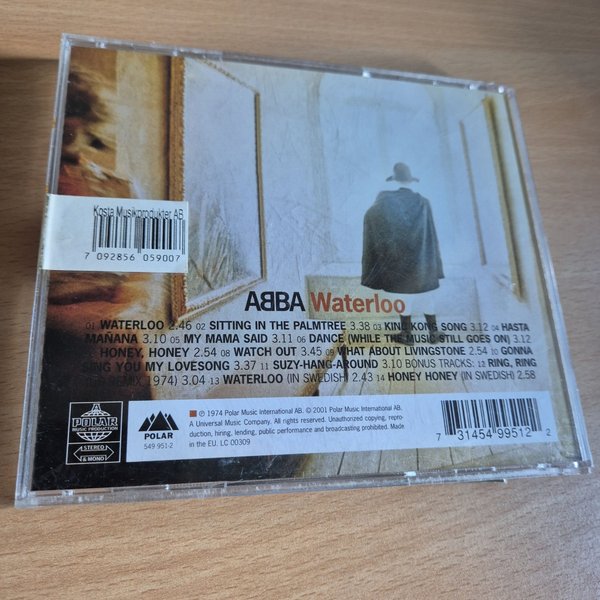 Kosta Musikprodukter AB
7 092856 059007
ABBA Waterloo
01 WATERLOO 2.46 02 SITTING IN THE PALMTREE 3.38 03 KING KONG SONG 3.12 04 HASTA
MAÑANA 3.10 05 MY MAMA SAID 3.11 06 DANCE (WHILE THE MUSIC STILL GOES ON) 3.12
HONEY, HONEY 2.54 08 WATCH OUT 3.45 09 WHAT ABOUT LIVINGSTONE 2.54 10 GONNA
SING YOU MY LOVESONG 3.37 11 SUZY-HANG-AROUND 3.10 BONUS TRACKS: 12 RING, RING
1974) 3.04 13 WATERLOO (IN SWEDISH) 2.43 14 HONEY HONEY (IN SWEDISH) 2.58
POLAR
MUSIC PRODUCTION
STEREO
& MONO
POLAR
549 951-2
℗ 1974 Polar Music International AB. © 2001 Polar Music International AB.
A Universal Music Company. All rights reserved. Unauthorized copying, repro-
duction, hiring, lending, public performance and broadcasting prohibited. Made
in the EU. LC 00309
7 31454 99512 2